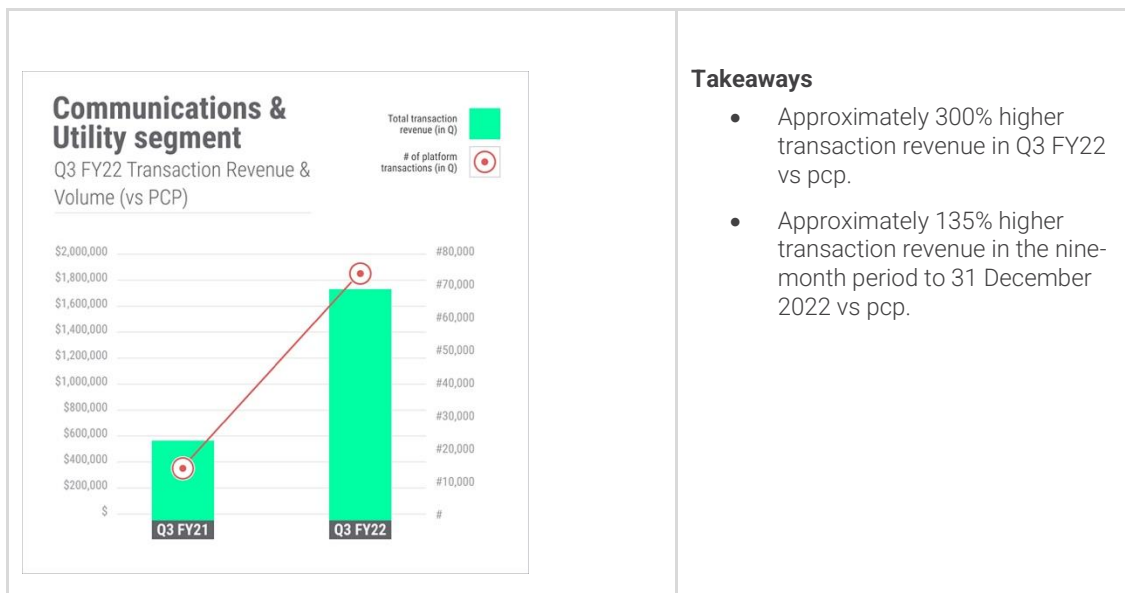 Communications &
Utility segment
Q3 FY22 Transaction Revenue &
Volume (vs PCP)
Total transaction
revenue (in Q)
# of platform
transactions (in Q)
$2,000,000
$1,800,000
$1,600,000
$1,400,000
$1,200,000
$1,000,000
$800,000
$600,000
$400,000
$200,000
$
#80,000
#70,000
#60,000
#50,000
#40,000
#30,000
#20,000
#10,000
#
Q3 FY21
Q3 FY22
Takeaways
• Approximately 300% higher
transaction revenue in Q3 FY22
vs pcp.
• Approximately 135% higher
transaction revenue in the nine-
month period to 31 December
2022 vs pcp.